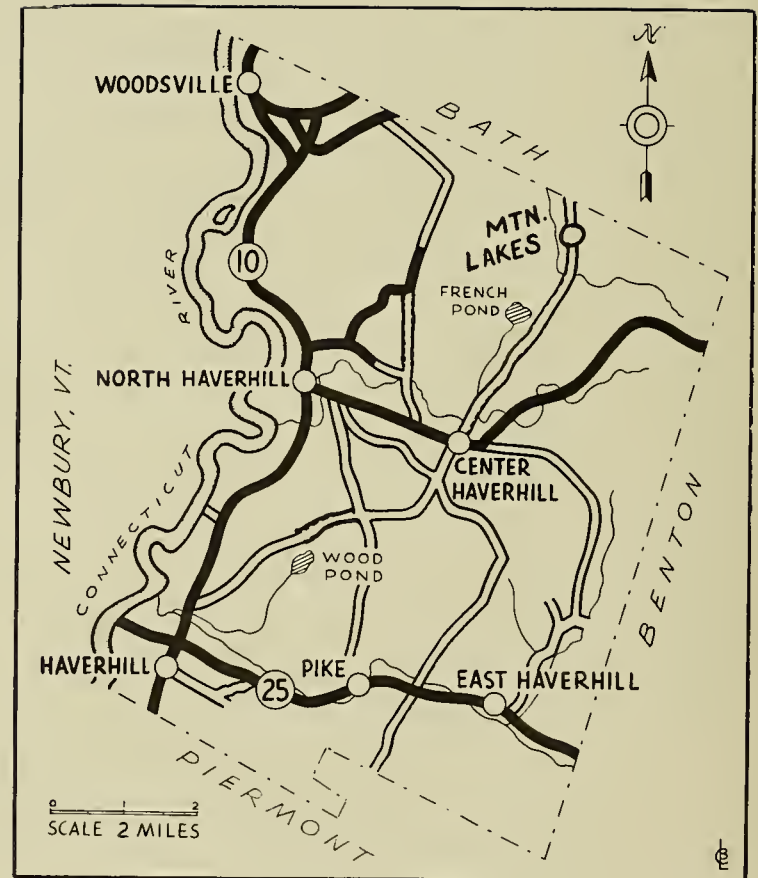 N
WOODSVILLE
BATH
MTN.
LAKES
10
RIVER
FRENCH
POND
NORTH HAVERHILL
NEWBURY, VT.
CENTER
HAVERHILL
CONNECTICUT
WOOD
POND
BENTON
HAVERHILL
PIKE
25
EAST HAVERHILL
PIERMONT
0 2
SCALE 2 MILES